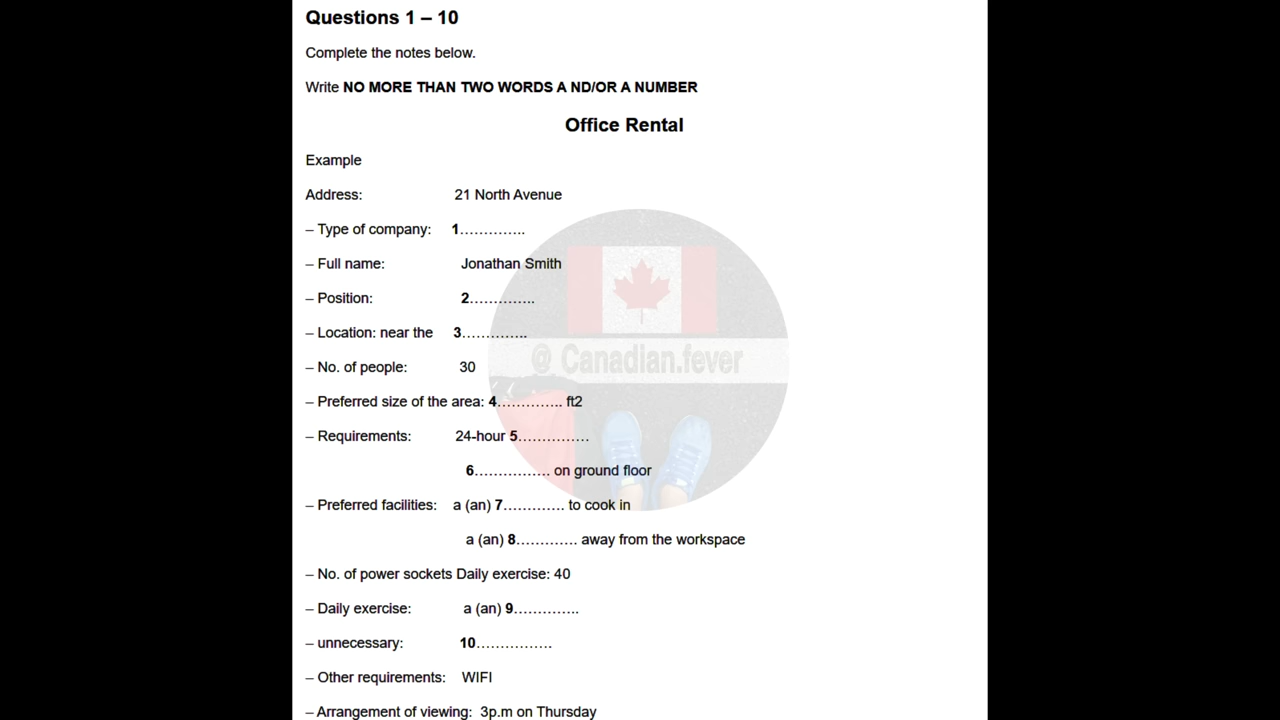 Questions 1 – 10
Complete the notes below.
Write NO MORE THAN TWO WORDS A ND/OR A NUMBER
Office Rental
Example
Address: 21 North Avenue
– Type of company: 1…………..
– Full name: Jonathan Smith
– Position: 2…………..
– Location: near the 3…………..
@ Canadian.fever
– No. of people: 30
– Preferred size of the area: 4………….. ft2
– Requirements: 24-hour 5……………
6……………. on ground floor
– Preferred facilities: a (an) 7…………. to cook in
a (an) 8…………. away from the workspace
– No. of power sockets Daily exercise: 40
– Daily exercise: a (an) 9…………..
– unnecessary: 10…………….
– Other requirements: WIFI
– Arrangement of viewing: 3p.m on Thursday